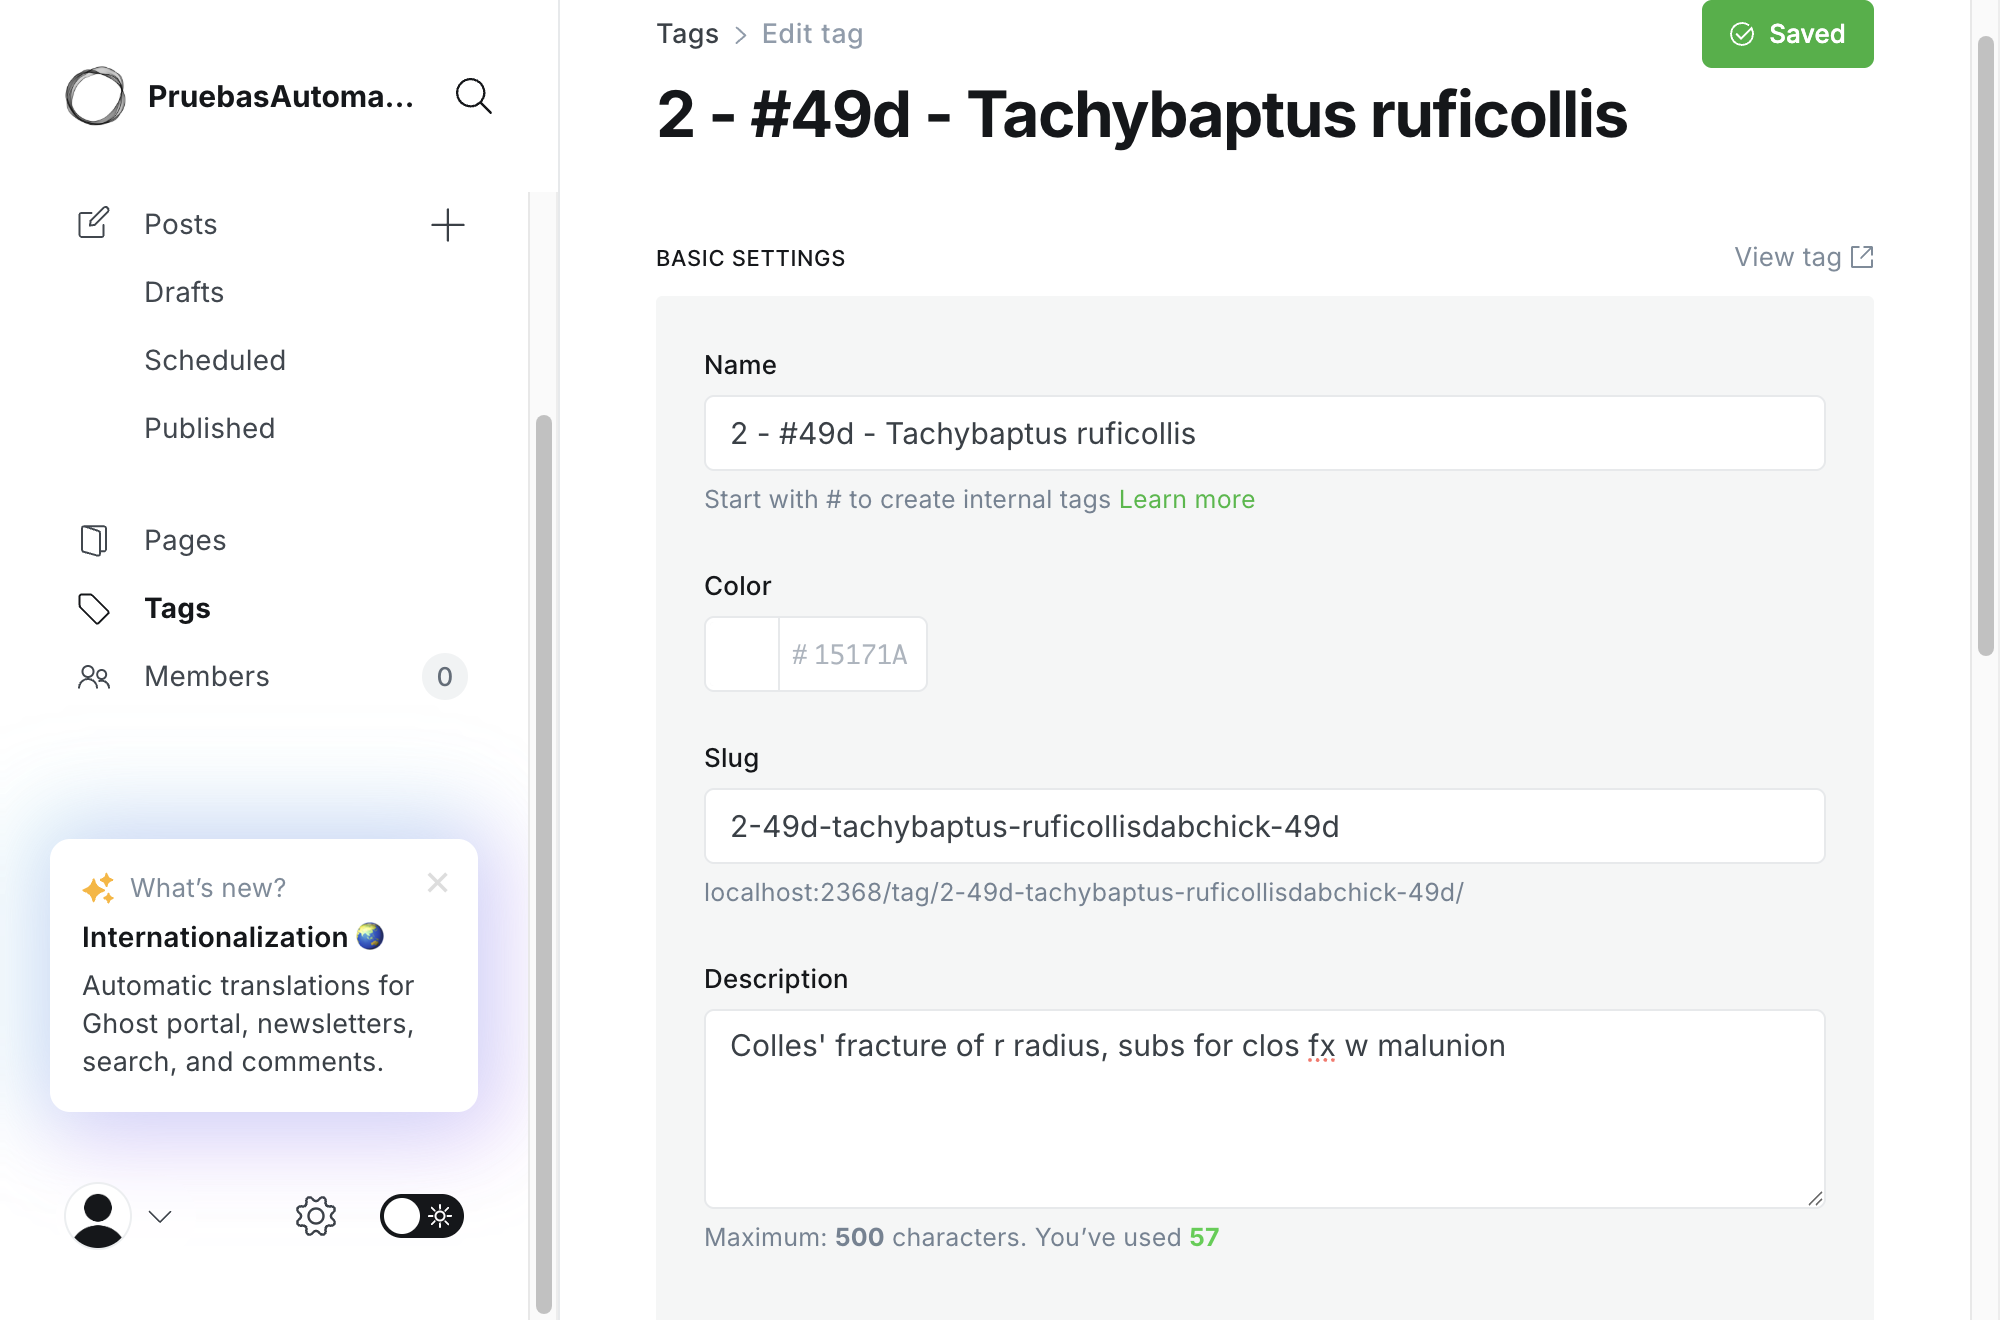 PruebasAutoma...
Posts
Drafts
Scheduled
Published
Pages
Tags
Members
0
What's new?
Internationalization
Automatic translations for
Ghost portal, newsletters,
search, and comments.
Tags > Edit tag
Saved
2 - #49d - Tachybaptus ruficollis
BASIC SETTINGS
View tag
Name
2 - #49d - Tachybaptus ruficollis
Start with # to create internal tags Learn more
Color
# 15171A
Slug
2-49d-tachybaptus-ruficollisdabchick-49d
localhost:2368/tag/2-49d-tachybaptus-ruficollisdabchick-49d/
Description
Colles' fracture of r radius, subs for clos fx w malunion
Maximum: 500 characters. You’ve used 57